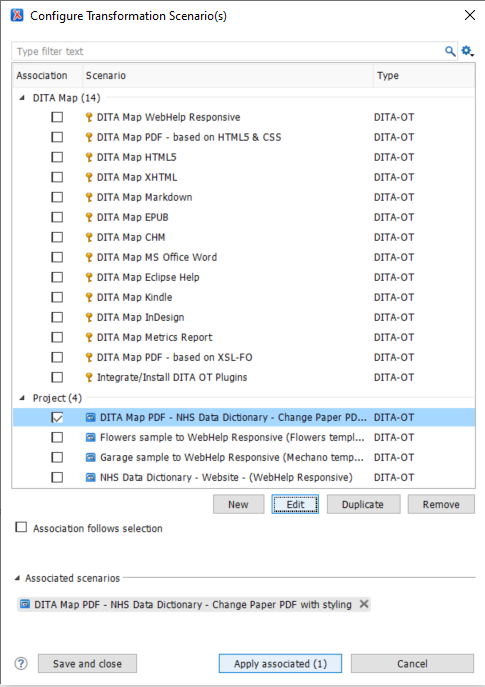 Configure Transformation Scenario(s)
Type filter text
Association Scenario Type
DITA Map (14)
DITA Map WebHelp Responsive DITA-OT
DITA Map PDF - based on HTML5 & CSS DITA-OT
DITA Map HTML5 DITA-OT
DITA Map XHTML DITA-OT
DITA Map Markdown DITA-OT
DITA Map EPUB DITA-OT
DITA Map CHM DITA-OT
DITA Map MS Office Word DITA-OT
DITA Map Eclipse Help DITA-OT
DITA Map Kindle DITA-OT
DITA Map InDesign DITA-OT
DITA Map Metrics Report DITA-OT
DITA Map PDF - based on XSL-FO DITA-OT
Integrate/Install DITA OT Plugins DITA-OT
Project (4)
DITA Map PDF - NHS Data Dictionary - Change Paper PD... DITA-OT
Flowers sample to WebHelp Responsive (Flowers templ... DITA-OT
Garage sample to WebHelp Responsive (Mechano temp... DITA-OT
NHS Data Dictionary - Website - (WebHelp Responsive) DITA-OT
New Edit Duplicate Remove
Association follows selection
Associated scenarios
DITA Map PDF - NHS Data Dictionary - Change Paper PDF with styling
? Save and close Apply associated (1) Cancel